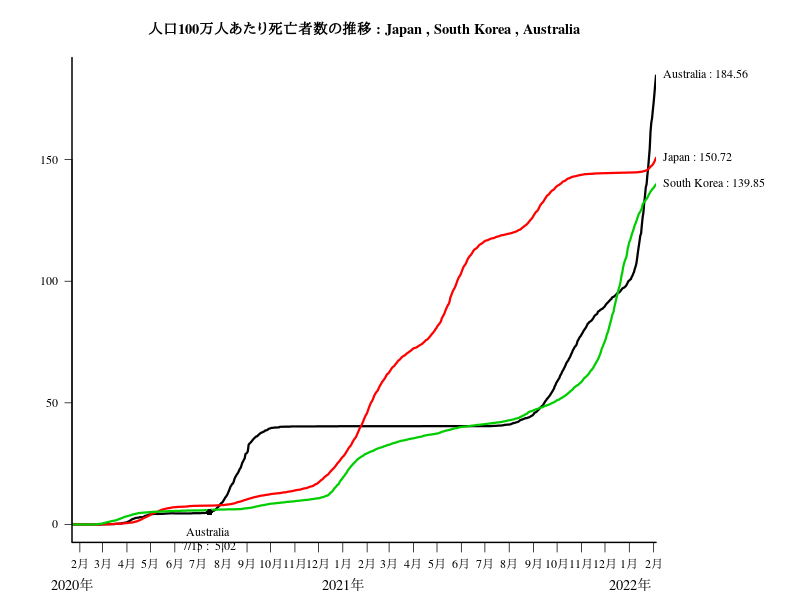 人口100万人あたり死亡者数の推移 : Japan , South Korea , Australia
Australia : 184.56
150
Japan : 150.72
South Korea : 139.85
100
50
0
Australia
7/15 : 5.02
2月 3月 4月 5月 6月 7月 8月 9月 10月 11月 12月 1月 2月 3月 4月 5月 6月 7月 8月 9月 10月 11月 12月 1月 2月
2020年 2021年 2022年